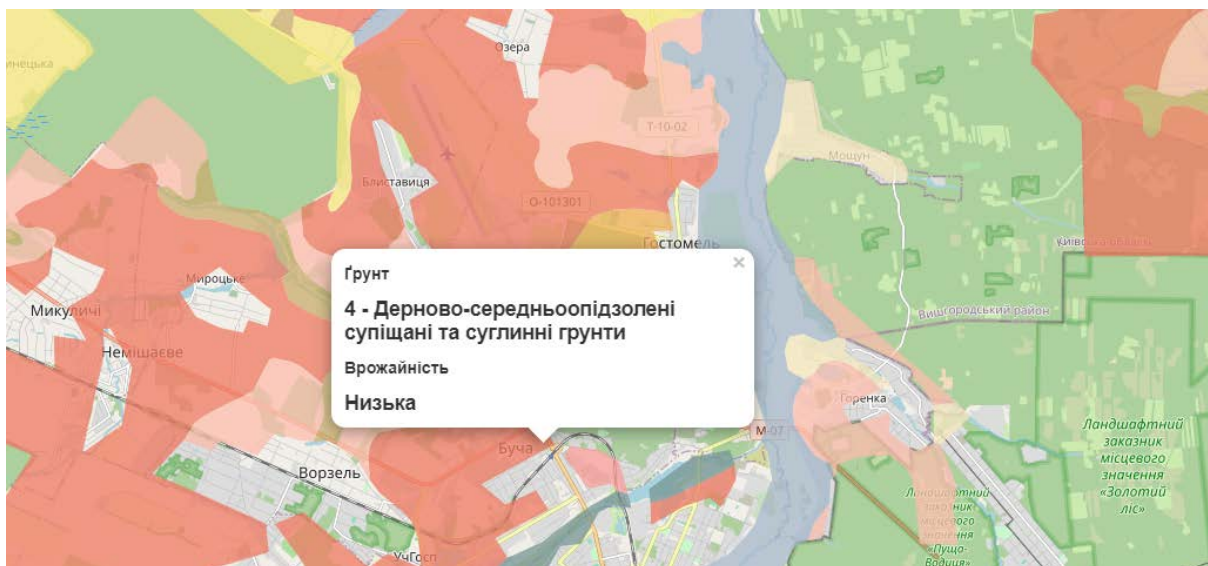 Озера
инецька
Т-10-02
Мощун
Блиставиця
О-101301
Гостомель
Київська область
Ґрунт
×
4 - Дерново-середньоопідзолені
супіщані та суглинні грунти
Врожайність
Низька
Мироцьке
Микуличі
Немішаєве
Вишгородський район
Горенка
М-07
Буча
Ворзель
УчГосп
Ландшафтний
заказник
місцевого
значення
«Золотий
ліс»
Ландшафтний
заказник
місцевого
значення
«Пуща-
Водиця»